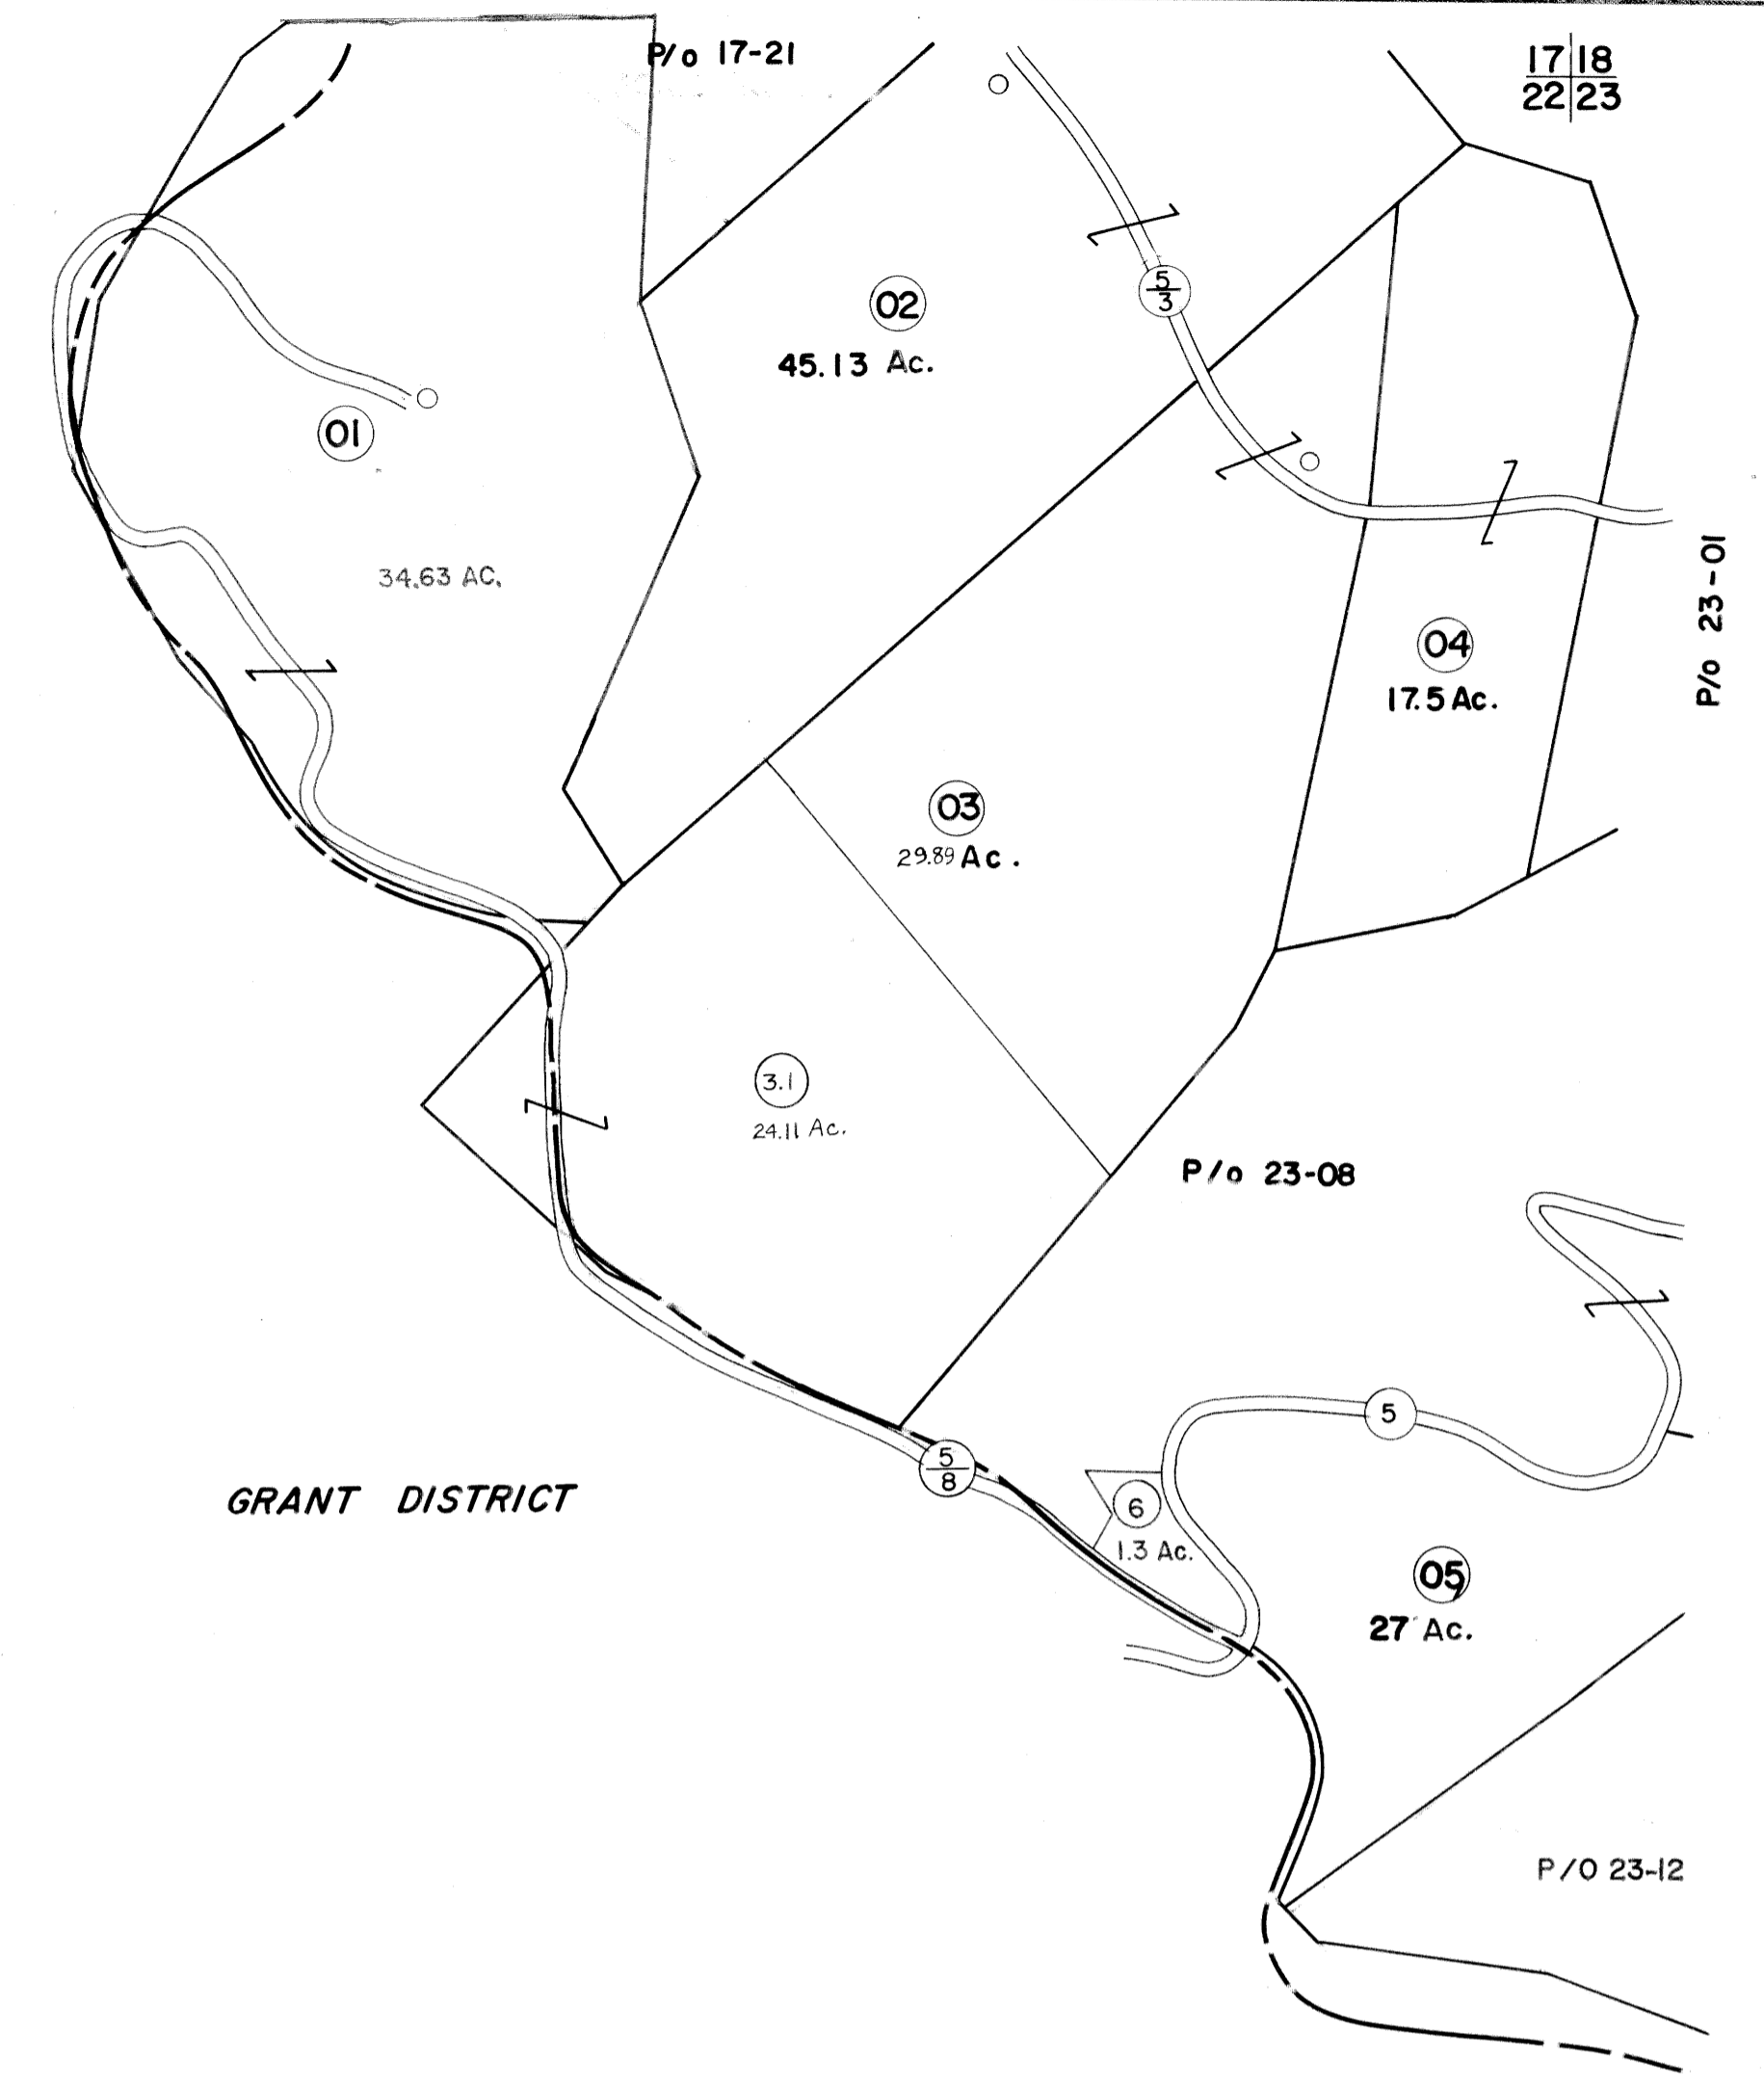 P/o 17-21
17 18
22 23
5
3
02
45.13 Ac.
01
34.63 AC.
P/o 23-01
04
17.5 Ac.
03
29.89 Ac.
3.1
24.11 Ac.
P/o 23-08
5
5
8
GRANT DISTRICT
6
1.3 Ac.
05
27 Ac.
P/O 23-12